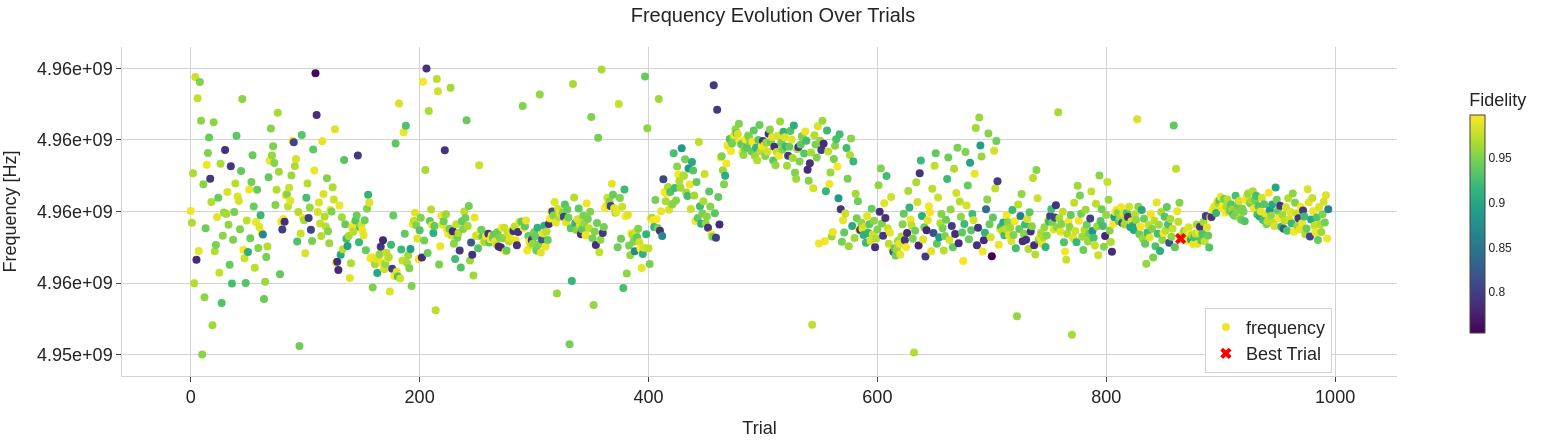 Frequency Evolution Over Trials
Frequency [Hz]
4.96e+09
4.96e+09
4.96e+09
4.96e+09
4.95e+09
0
200
400
600
800
1000
Trial
frequency
Best Trial
Fidelity
0.95
0.9
0.85
0.8